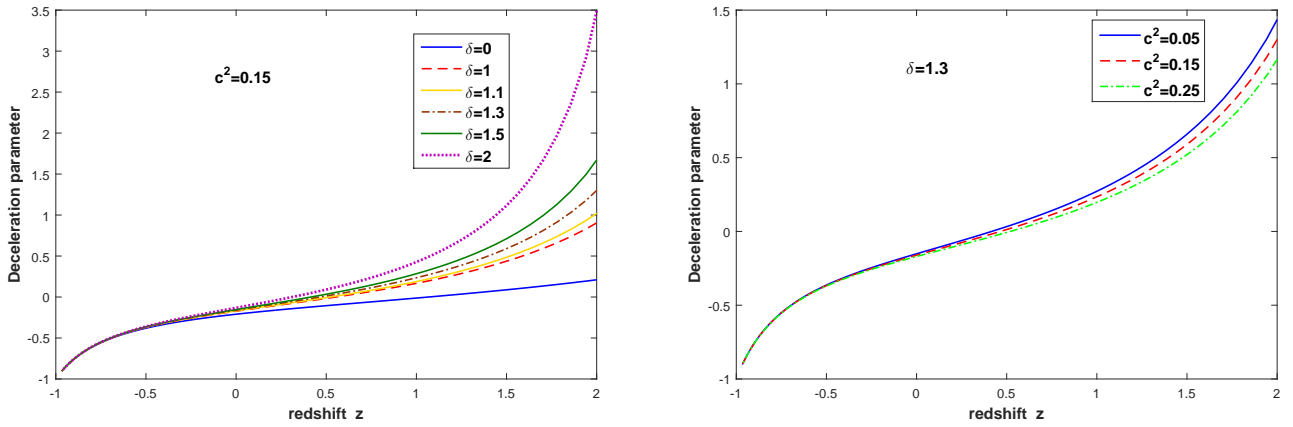 3.5
3
2.5
2
1.5
1
0.5
0
-0.5
-1
-1
-0.5
0
0.5
1
1.5
2
Deceleration parameter
redshift z
c²=0.15
δ=0
δ=1
δ=1.1
δ=1.3
δ=1.5
δ=2
1.5
1
0.5
0
-0.5
-1
-1
-0.5
0
0.5
1
1.5
2
Deceleration parameter
redshift z
δ=1.3
c²=0.05
c²=0.15
c²=0.25